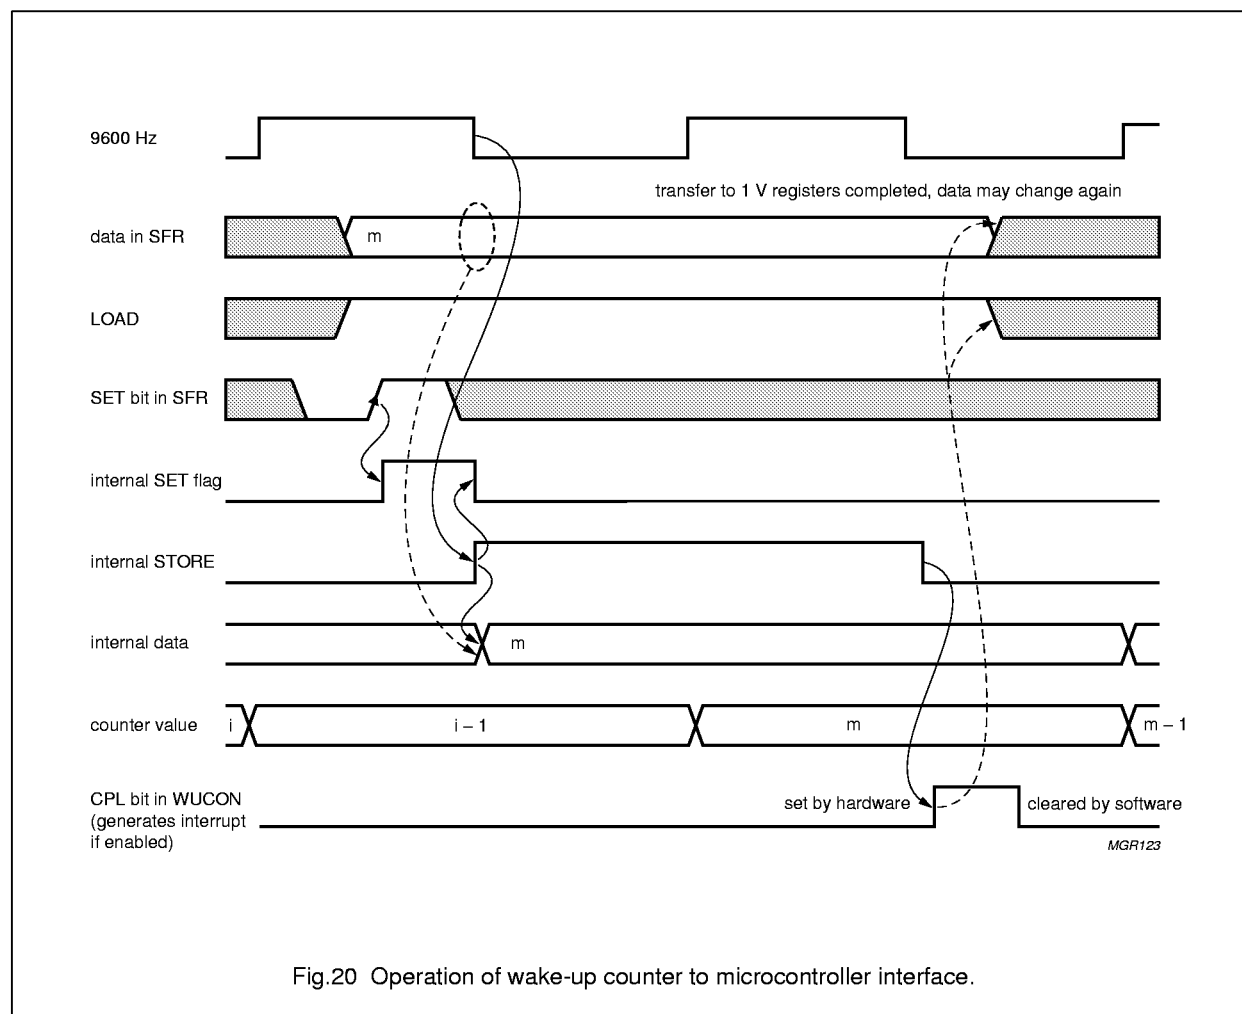 9600 Hz
transfer to 1 V registers completed, data may change again
data in SFR
m
LOAD
SET bit in SFR
internal SET flag
internal STORE
internal data
m
counter value
i
i – 1
m
m – 1
CPL bit in WUCON
(generates interrupt
if enabled)
set by hardware
cleared by software
MGR123
Fig.20 Operation of wake-up counter to microcontroller interface.